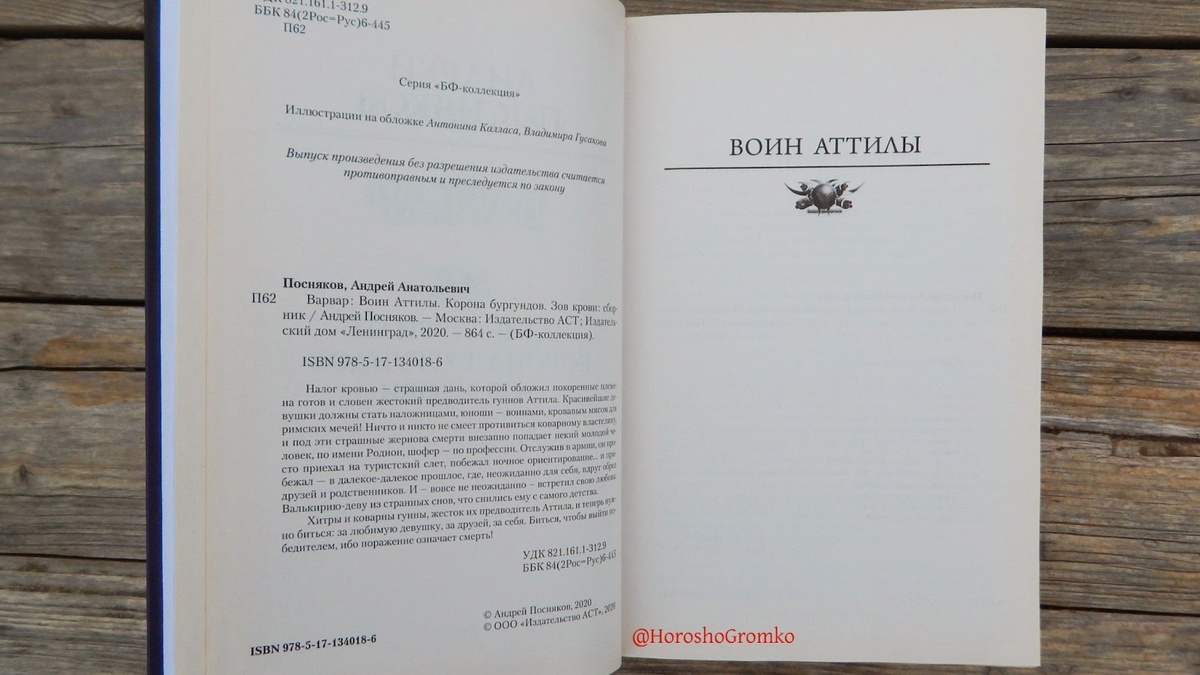 УДК 821.161.1-312.9
ББК 84(2Рос=Рус)6-445
П62
Серия «БФ-коллекция»
Иллюстрации на обложке Антонина Калласа, Владимира Гусакова
Выпуск произведения без разрешения издательства считается
противоправным и преследуется по закону
Посняков, Андрей Анатольевич
П62 Варвар: Воин Аттилы. Корона бургундов. Зов крови: сбор-
ник / Андрей Посняков. — Москва: Издательство АСТ; Издатель-
ский дом «Ленинград», 2020. — 864 с. — (БФ-коллекция).
ISBN 978-5-17-134018-6
Налог кровью — страшная дань, которой обложил покоренные племе-
на готов и словен жестокий предводитель гуннов Аттила. Красивейшие де-
вушки должны стать наложницами, юноши — воинами, кровавым мясом для
римских мечей! Ничто и никто не смеет противиться коварному властелину,
и под эти страшные жернова смерти внезапно попадает некий молодой че-
ловек, по имени Родион, шофер — по профессии. Отслужив в армии, он про-
сто приехал на туристский слет, побежал ночное ориентирование... и при-
бежал — в далекое-далекое прошлое, где, неожиданно для себя, вдруг обрел
друзей и родственников. И — вовсе не неожиданно — встретил свою любовь,
Валькирию-деву из странных снов, что снились ему с самого детства.
Хитры и коварны гунны, жесток их предводитель Аттила, и теперь нуж-
но биться: за любимую девушку, за друзей, за себя. Биться, чтобы выйти по-
бедителем, ибо поражение означает смерть!
УДК 821.161.1-312.9
ББК 84(2Рос=Рус)6-445
© Андрей Посняков, 2020
© ООО «Издательство АСТ», 2020
ISBN 978-5-17-134018-6
ВОИН АТТИЛЫ
@HoroshoGromko